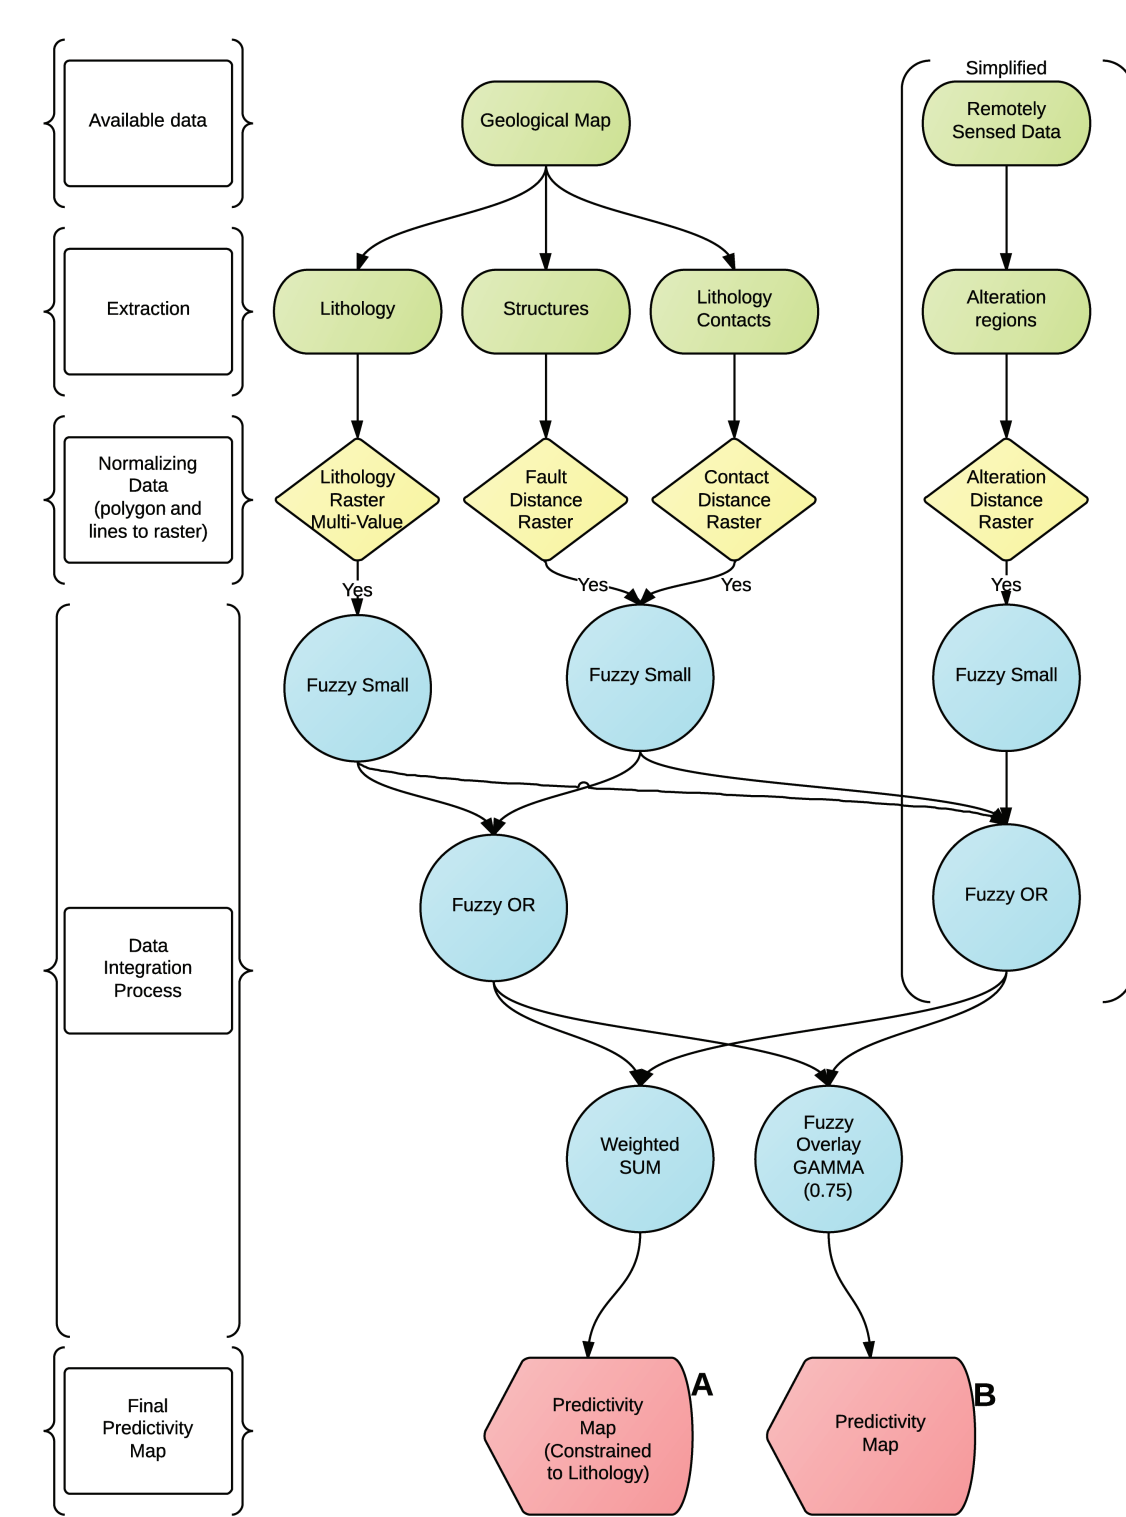 Simplified
Available data
Geological Map
Remotely
Sensed Data
Extraction
Lithology
Structures
Lithology
Contacts
Alteration
regions
Normalizing
Data
(polygon and
lines to raster)
Lithology
Raster
Multi-Value
Fault
Distance
Raster
Contact
Distance
Raster
Alteration
Distance
Raster
Yes
Yes
Yes
Yes
Fuzzy Small
Fuzzy Small
Fuzzy Small
Fuzzy OR
Fuzzy OR
Data
Integration
Process
Weighted
SUM
Fuzzy
Overlay
GAMMA
(0.75)
Final
Predictivity
Map
Predictivity
Map
(Constrained
to Lithology)
A
Predictivity
Map
B